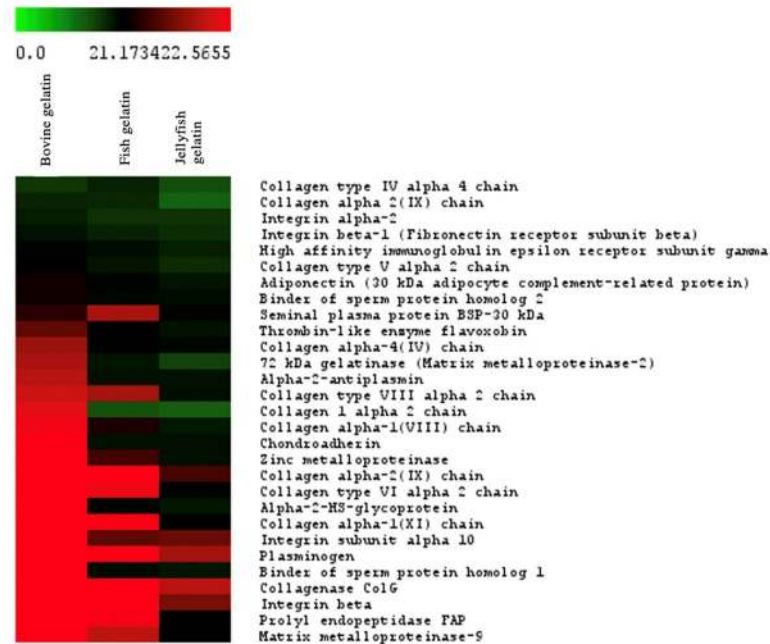 0.0 21.173422.5655
Bovine gelatin
Fish gelatin
Jellyfish
gelatin
Collagen type IV alpha 4 chain
Collagen alpha 2(IX) chain
Integrin alpha-2
Integrin beta-1 (Fibronectin receptor subunit beta)
High affinity immunoglobulin epsilon receptor subunit gamma
Collagen type V alpha 2 chain
Adiponectin (30 kDa adipocyte complement-related protein)
Binder of sperm protein homolog 2
Seminal plasma protein BSP-30 kDa
Thrombin-like enzyme flavoxobin
Collagen alpha-4(IV) chain
72 kDa gelatinase (Matrix metalloproteinase-2)
Alpha-2-antiplasmin
Collagen type VIII alpha 2 chain
Collagen 1 alpha 2 chain
Collagen alpha-1(VIII) chain
Chondroadherin
Zinc metalloproteinase
Collagen alpha-2(IX) chain
Collagen type VI alpha 2 chain
Alpha-2-HS-glycoprotein
Collagen alpha-1(XI) chain
Integrin subunit alpha 10
Plasminogen
Binder of sperm protein homolog 1
Collagenase ColG
Integrin beta
Prolyl endopeptidase FAP
Matrix metalloproteinase-9